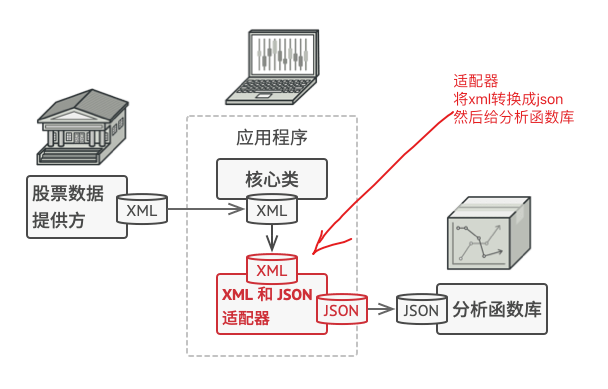 适配器
将xml转换成json
然后给分析函数库
应用程序
核心类
股票数据
提供方
XML
XML
XML
XML 和 JSON
适配器
JSON
JSON
分析函数库